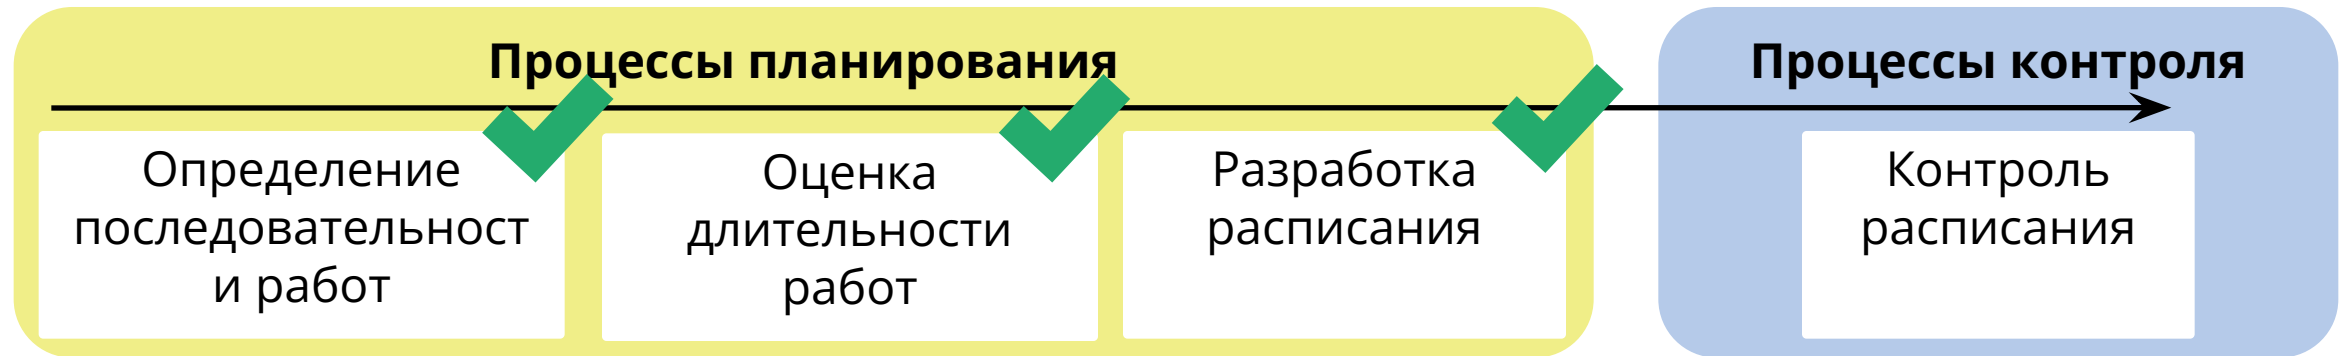 Процессы планирования
Процессы контроля
Определение
последовательност
и работ
Оценка
длительности
работ
Разработка
расписания
Контроль
расписания